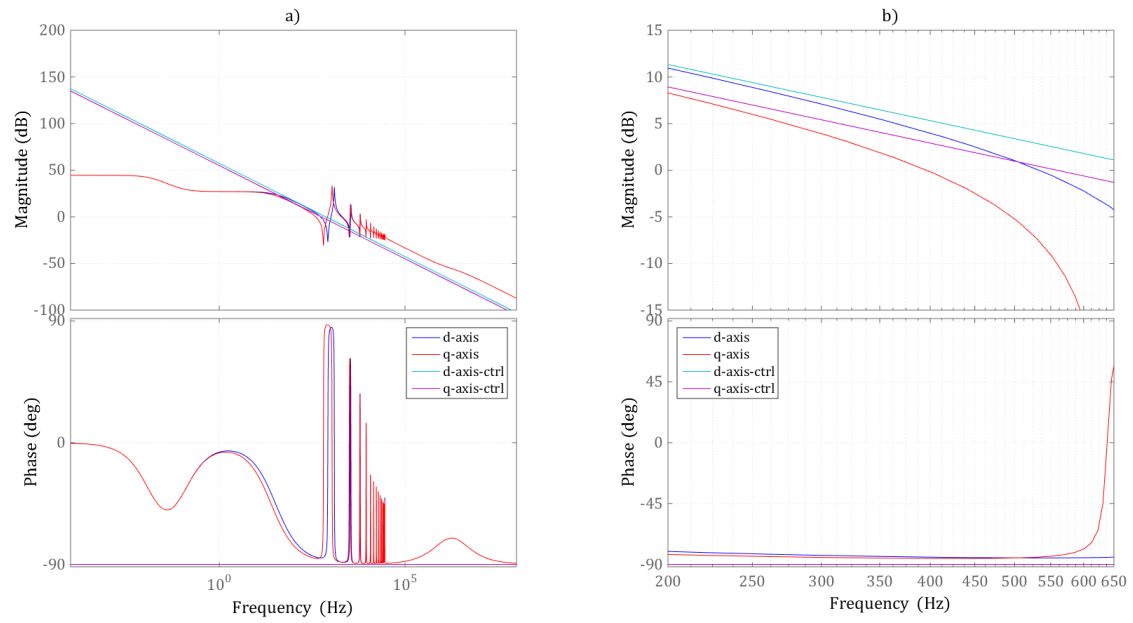 a)
200
150
100
50
0
-50
-100
Magnitude (dB)
90
0
-90
Phase (deg)
d-axis
q-axis
d-axis-ctrl
q-axis-ctrl
10^0
10^5
Frequency (Hz)
b)
15
10
5
0
-5
-10
-15
Magnitude (dB)
90
45
0
-45
-90
Phase (deg)
d-axis
q-axis
d-axis-ctrl
q-axis-ctrl
200 250 300 350 400 450 500 550 600 650
Frequency (Hz)